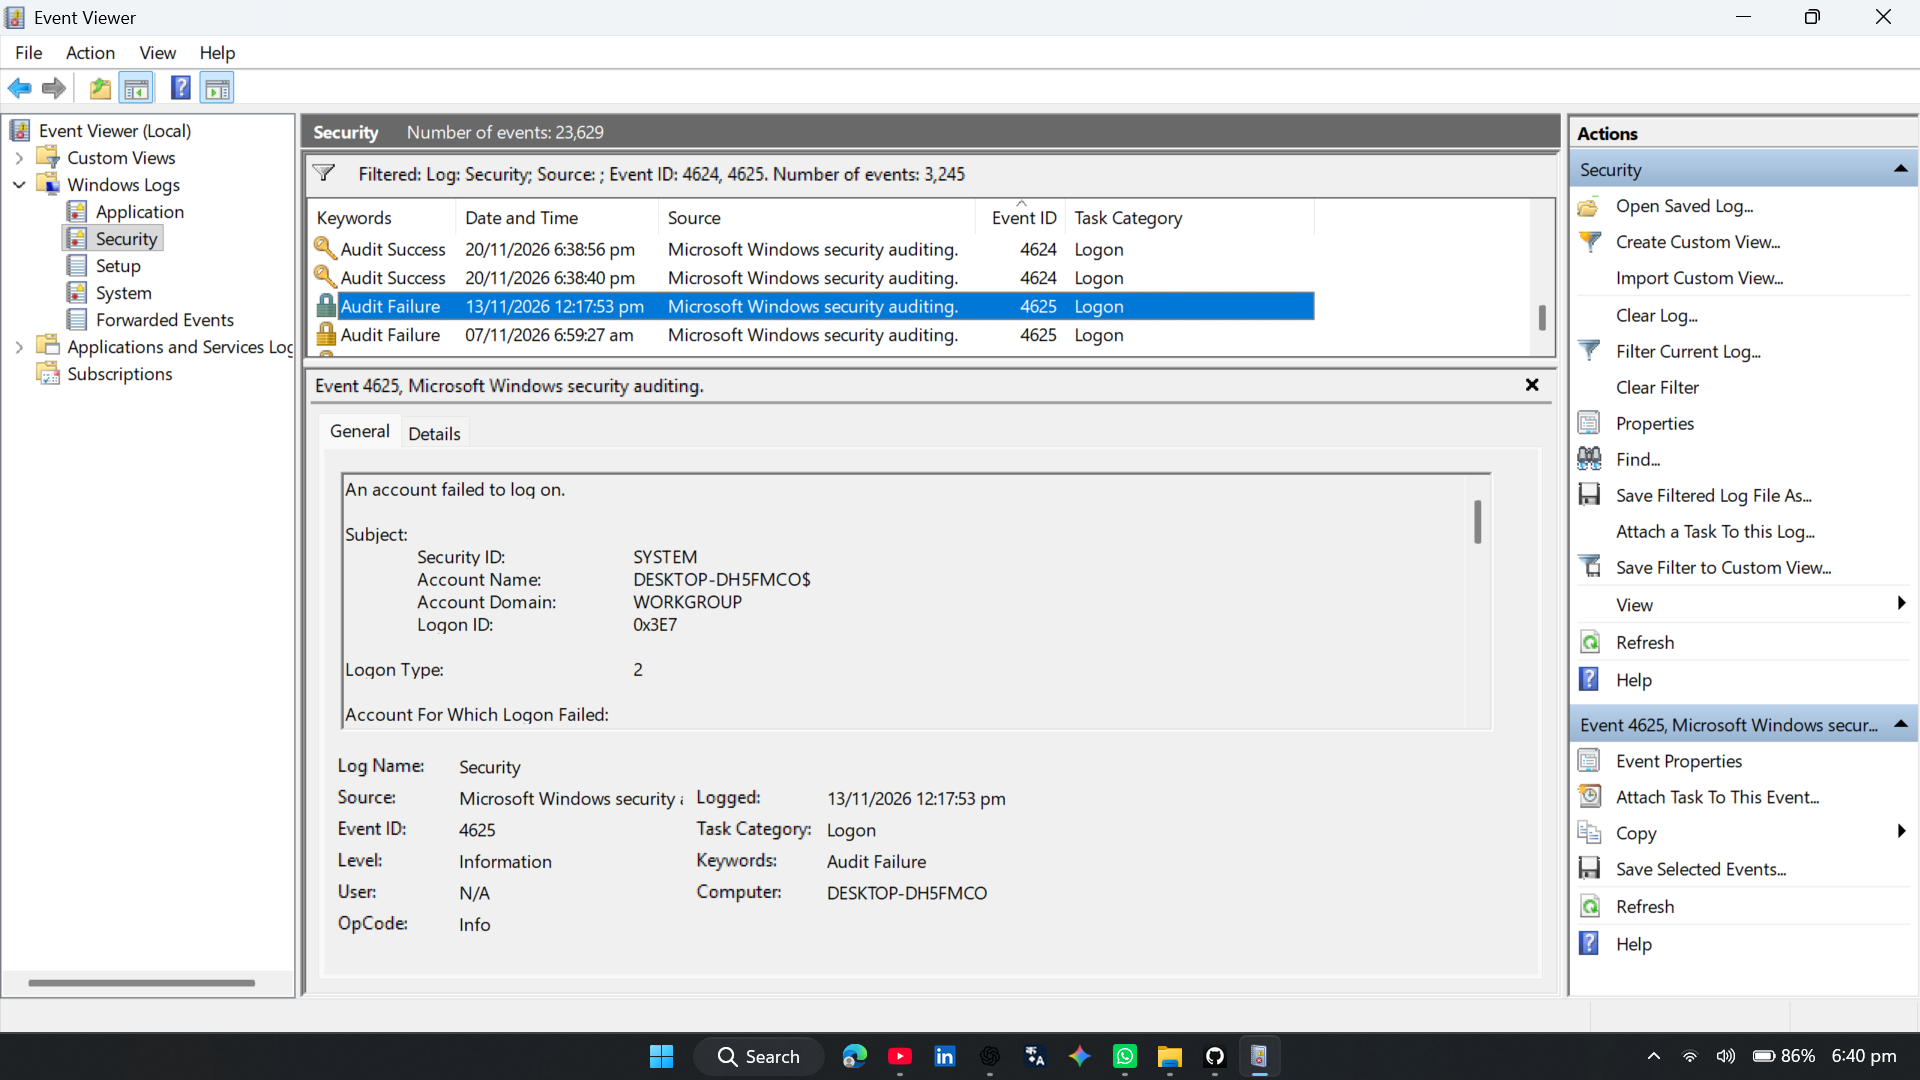 Event Viewer
File Action View Help
Event Viewer (Local)
Custom Views
Windows Logs
Application
Security
Setup
System
Forwarded Events
Applications and Services Log
Subscriptions
Security Number of events: 23,629
Filtered: Log: Security; Source: ; Event ID: 4624, 4625. Number of events: 3,245
Keywords Date and Time Source Event ID Task Category
Audit Success 20/11/2026 6:38:56 pm Microsoft Windows security auditing. 4624 Logon
Audit Success 20/11/2026 6:38:40 pm Microsoft Windows security auditing. 4624 Logon
Audit Failure 13/11/2026 12:17:53 pm Microsoft Windows security auditing. 4625 Logon
Audit Failure 07/11/2026 6:59:27 am Microsoft Windows security auditing. 4625 Logon
Event 4625, Microsoft Windows security auditing.
General Details
An account failed to log on.
Subject:
Security ID: SYSTEM
Account Name: DESKTOP-DH5FMCO$
Account Domain: WORKGROUP
Logon ID: 0x3E7
Logon Type: 2
Account For Which Logon Failed:
Log Name: Security
Source: Microsoft Windows security Logged: 13/11/2026 12:17:53 pm
Event ID: 4625 Task Category: Logon
Level: Information Keywords: Audit Failure
User: N/A Computer: DESKTOP-DH5FMCO
OpCode: Info
Actions
Security
Open Saved Log...
Create Custom View...
Import Custom View...
Clear Log...
Filter Current Log...
Clear Filter
Properties
Find...
Save Filtered Log File As...
Attach a Task To this Log...
Save Filter to Custom View...
View
Refresh
Help
Event 4625, Microsoft Windows secur...
Event Properties
Attach Task To This Event...
Copy
Save Selected Events...
Refresh
Help
Search
86% 6:40 pm